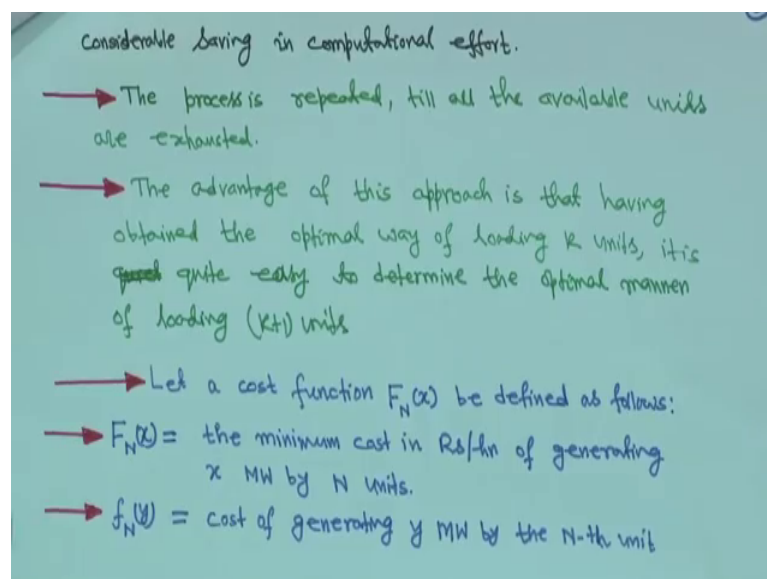 Considerable saving in computational effort.
→ The process is repeated, till all the available units
are exhausted.
→ The advantage of this approach is that having
obtained the optimal way of loading K units, it is
quite easy to determine the optimal manner
of loading (K+1) units
→ Let a cost function F_N(x) be defined as follows:
→ F_N(x) = the minimum cost in Rs/hr of generating
x MW by N units.
→ f_N(y) = cost of generating y MW by the N-th unit